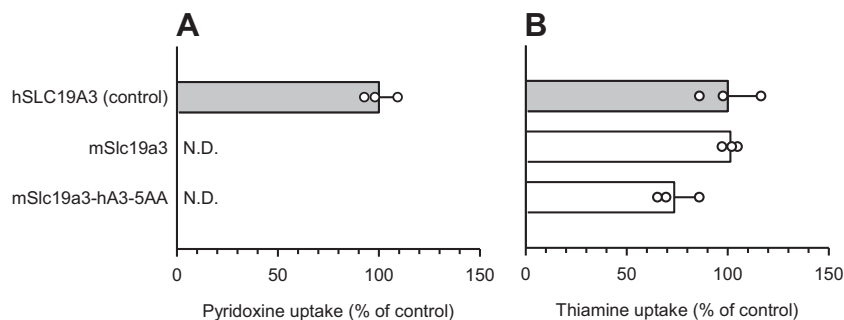 A
B
hSLC19A3 (control)
mSlc19a3
N.D.
mSlc19a3-hA3-5AA
N.D.
0 50 100 150
0 50 100 150
Pyridoxine uptake (% of control)
Thiamine uptake (% of control)